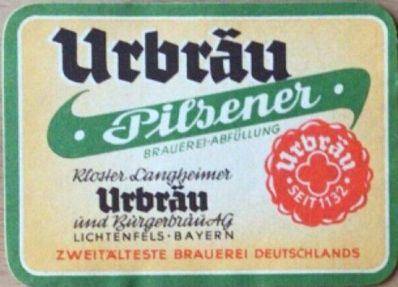 Urbräu
· Pilsener ·
BRAUEREI-ABFÜLLUNG
Kloster Langheimer
Urbräu
und Bürgerbräu AG
LICHTENFELS · BAYERN
Urbräu
SEIT 1132
ZWEITÄLTESTE BRAUEREI DEUTSCHLANDS